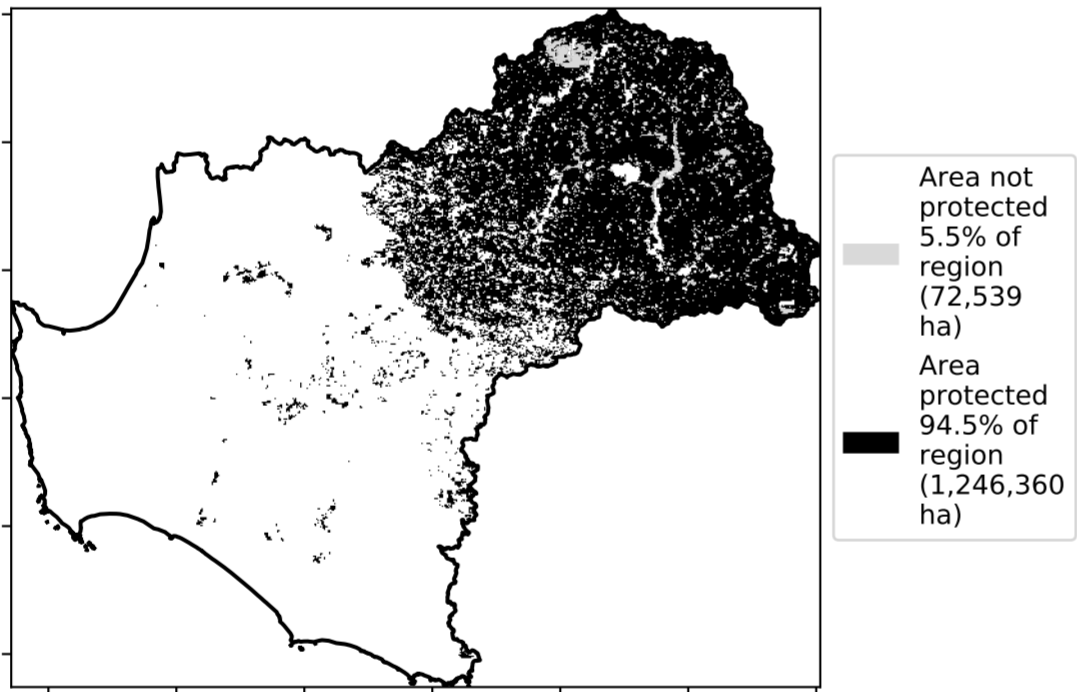 Area not
protected
5.5% of
region
(72,539
ha)
Area
protected
94.5% of
region
(1,246,360
ha)